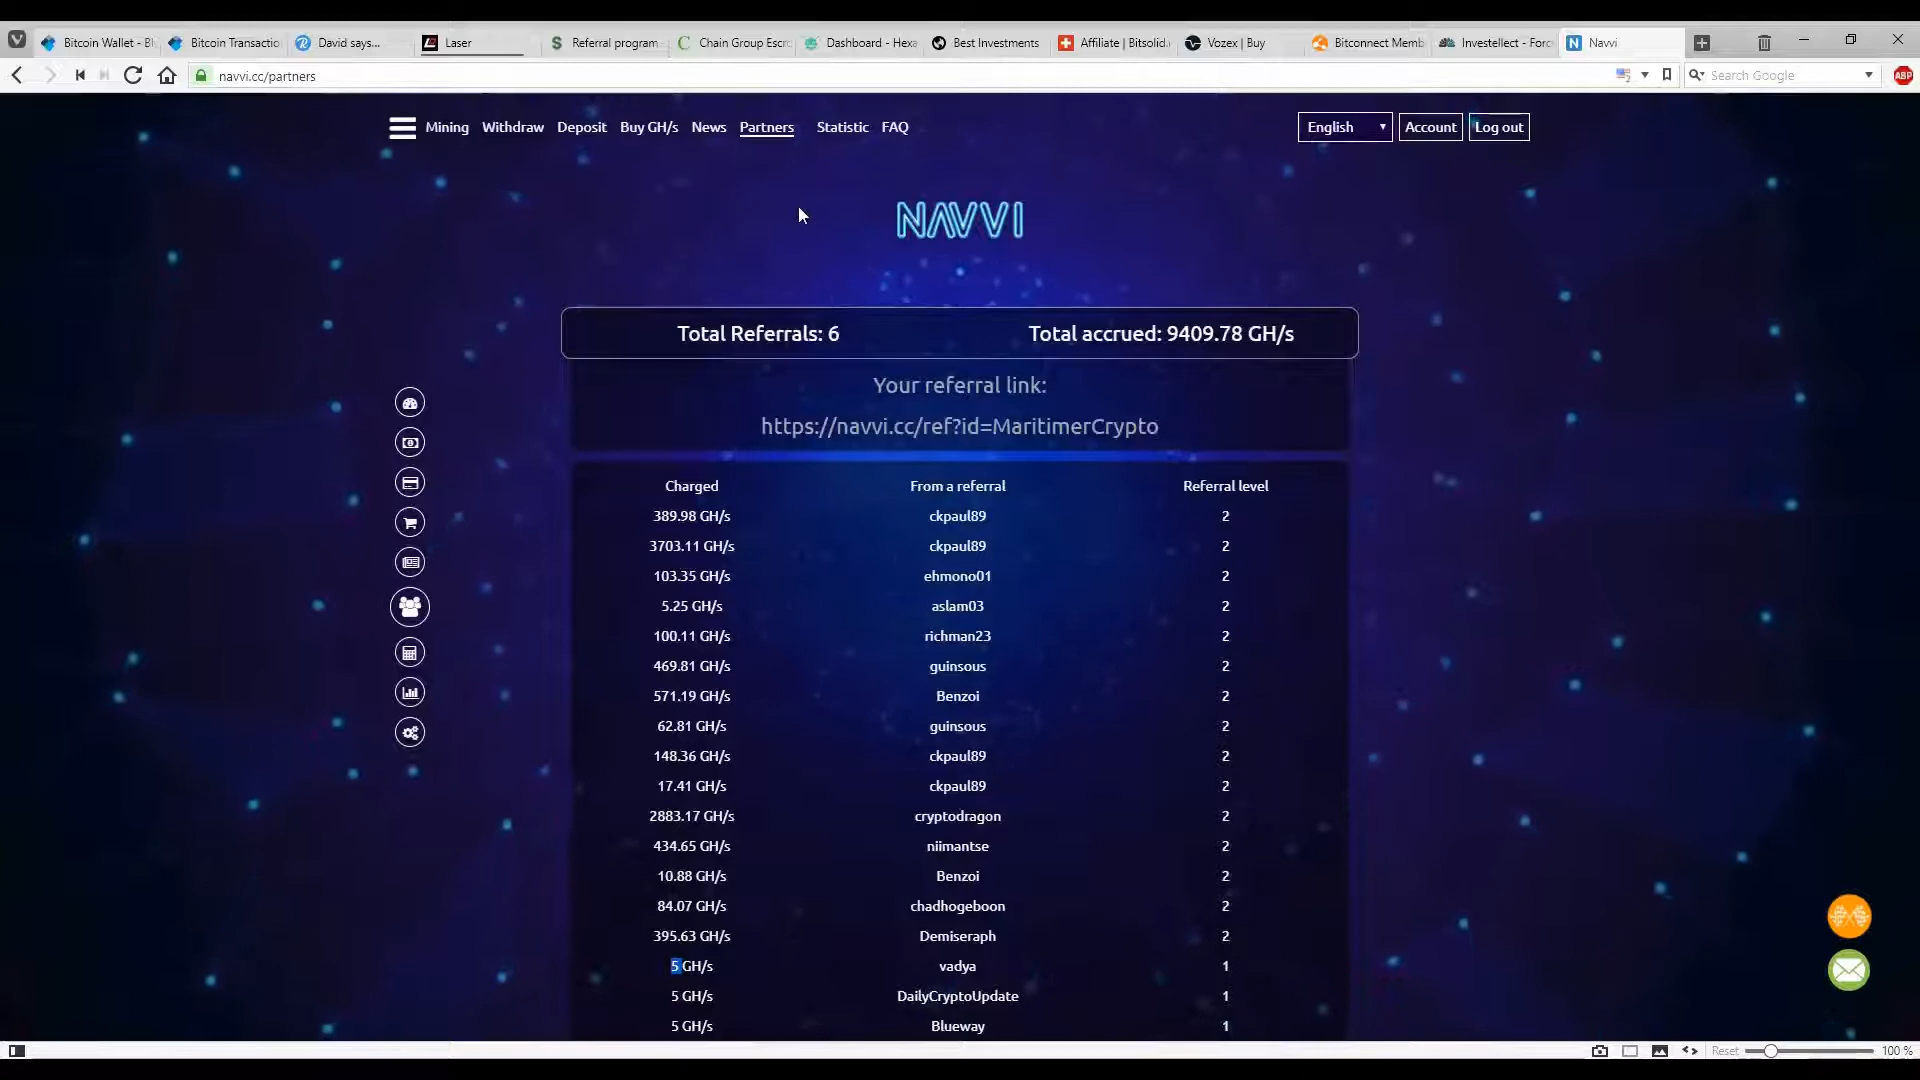 Bitcoin Wallet - Bl
Bitcoin Transactio
David says...
Laser
Referral program
Chain Group Escro
Dashboard - Hexa
Best Investments
Affiliate | Bitsolid.
Vozex | Buy
Bitconnect Memb
Investellect - Forc
Navvi
navvi.cc/partners
Search Google
ABP
Mining
Withdraw
Deposit
Buy GH/s
News
Partners
Statistic
FAQ
English
Account
Log out
NAVVI
Total Referrals: 6
Total accrued: 9409.78 GH/s
Your referral link:
https://navvi.cc/ref?id=MaritimerCrypto
Charged From a referral Referral level
389.98 GH/s ckpaul89 2
3703.11 GH/s ckpaul89 2
103.35 GH/s ehmono01 2
5.25 GH/s aslam03 2
100.11 GH/s richman23 2
469.81 GH/s guinsous 2
571.19 GH/s Benzoi 2
62.81 GH/s guinsous 2
148.36 GH/s ckpaul89 2
17.41 GH/s ckpaul89 2
2883.17 GH/s cryptodragon 2
434.65 GH/s niimantse 2
10.88 GH/s Benzoi 2
84.07 GH/s chadhogeboon 2
395.63 GH/s Demiseraph 2
5 GH/s vadya 1
5 GH/s DailyCryptoUpdate 1
5 GH/s Blueway 1
Reset
100 %